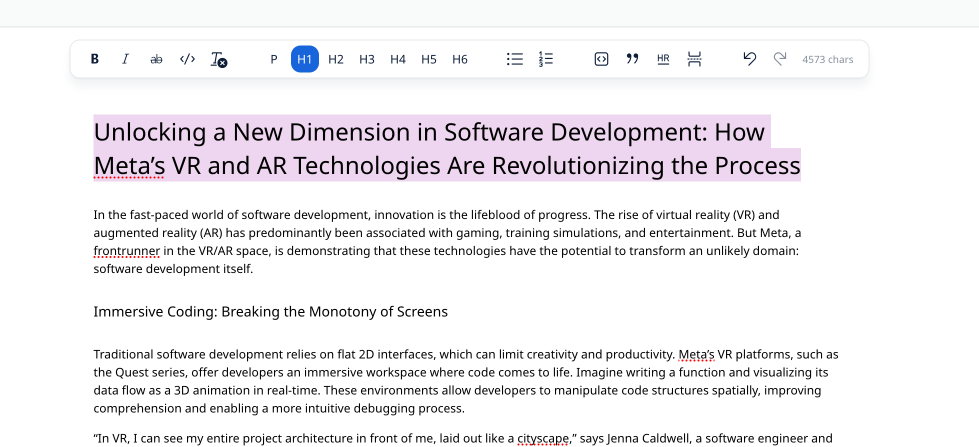 B I ab </> T P H1 H2 H3 H4 H5 H6 HR 4573 chars
Unlocking a New Dimension in Software Development: How
Meta’s VR and AR Technologies Are Revolutionizing the Process
In the fast-paced world of software development, innovation is the lifeblood of progress. The rise of virtual reality (VR) and
augmented reality (AR) has predominantly been associated with gaming, training simulations, and entertainment. But Meta, a
frontrunner in the VR/AR space, is demonstrating that these technologies have the potential to transform an unlikely domain:
software development itself.
Immersive Coding: Breaking the Monotony of Screens
Traditional software development relies on flat 2D interfaces, which can limit creativity and productivity. Meta’s VR platforms, such as
the Quest series, offer developers an immersive workspace where code comes to life. Imagine writing a function and visualizing its
data flow as a 3D animation in real-time. These environments allow developers to manipulate code structures spatially, improving
comprehension and enabling a more intuitive debugging process.
“In VR, I can see my entire project architecture in front of me, laid out like a cityscape,” says Jenna Caldwell, a software engineer and